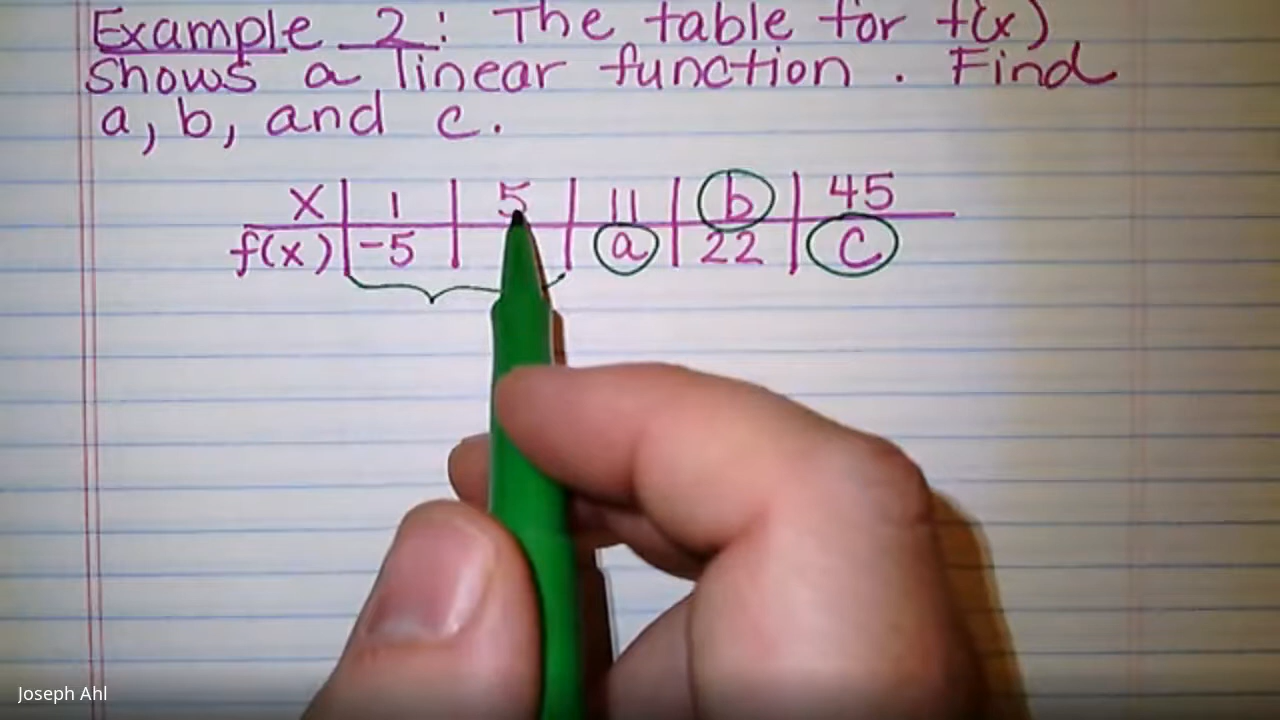 Example 2: The table for f(x)
shows a linear function. Find
a, b, and c.
x 1 5 11 b 45
f(x) -5 a 22 c
Joseph Ahl